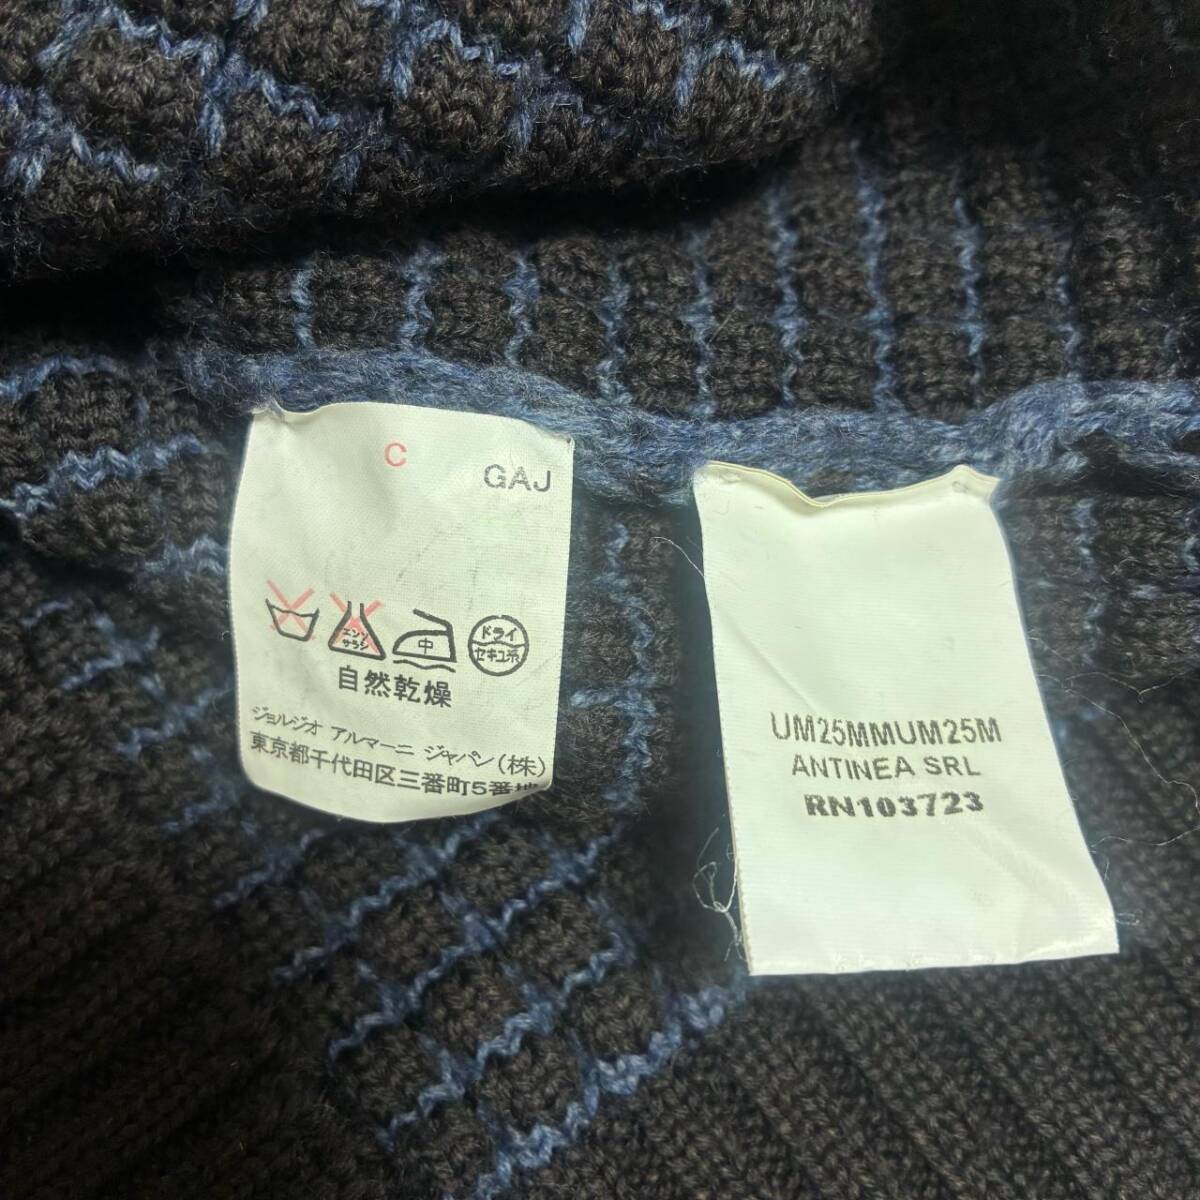 C
GAJ
エンソ
サラシ
中
ドライ
セキユ系
自然乾燥
ジョルジオ アルマーニ ジャパン(株)
東京都千代田区三番町5番地
UM25MMUM25M
ANTINEA SRL
RN103723